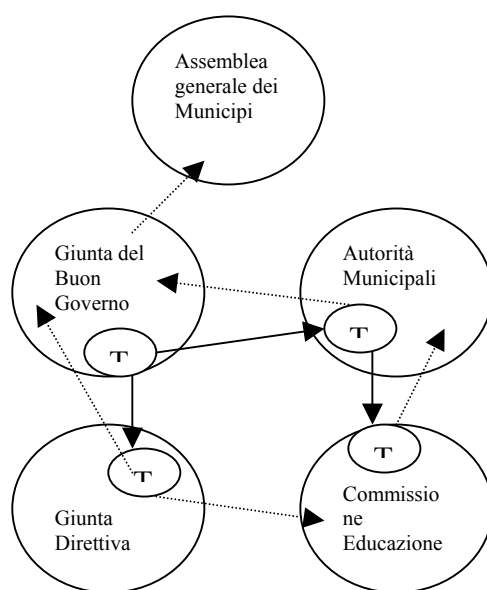 Assemblea
generale dei
Municipi
Giunta del
Buon
Governo
Autorità
Municipali
T
T
T
T
Giunta
Direttiva
Commissio
ne
Educazione